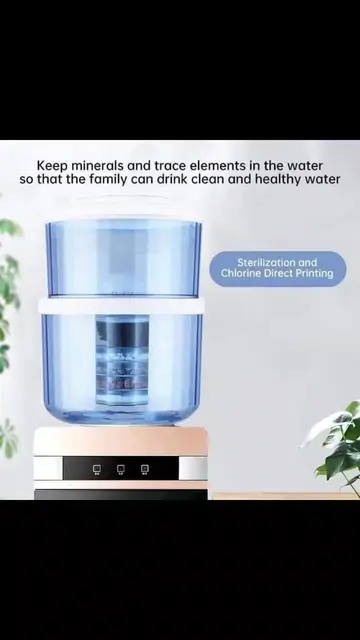 Keep minerals and trace elements in the water
so that the family can drink clean and healthy water
Sterilization and
Chlorine Direct Printing